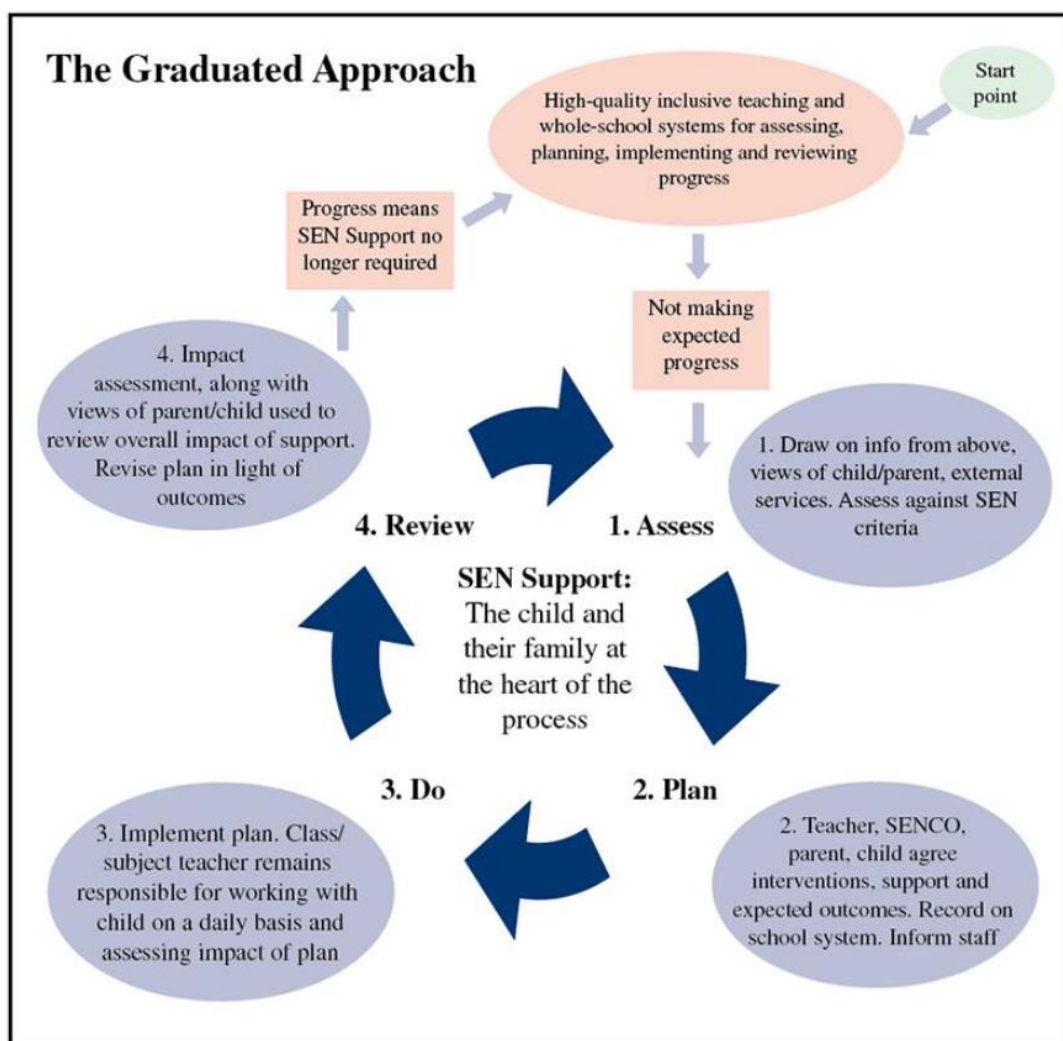 The Graduated Approach
Start
point
High-quality inclusive teaching and
whole-school systems for assessing,
planning, implementing and reviewing
progress
Progress means
SEN Support no
longer required
Not making
expected
progress
4. Impact
assessment, along with
views of parent/child used to
review overall impact of support.
Revise plan in light of
outcomes
1. Draw on info from above,
views of child/parent, external
services. Assess against SEN
criteria
4. Review
1. Assess
SEN Support:
The child and
their family at
the heart of the
process
3. Do
2. Plan
3. Implement plan. Class/
subject teacher remains
responsible for working with
child on a daily basis and
assessing impact of plan
2. Teacher, SENCO,
parent, child agree
interventions, support and
expected outcomes. Record on
school system. Inform staff